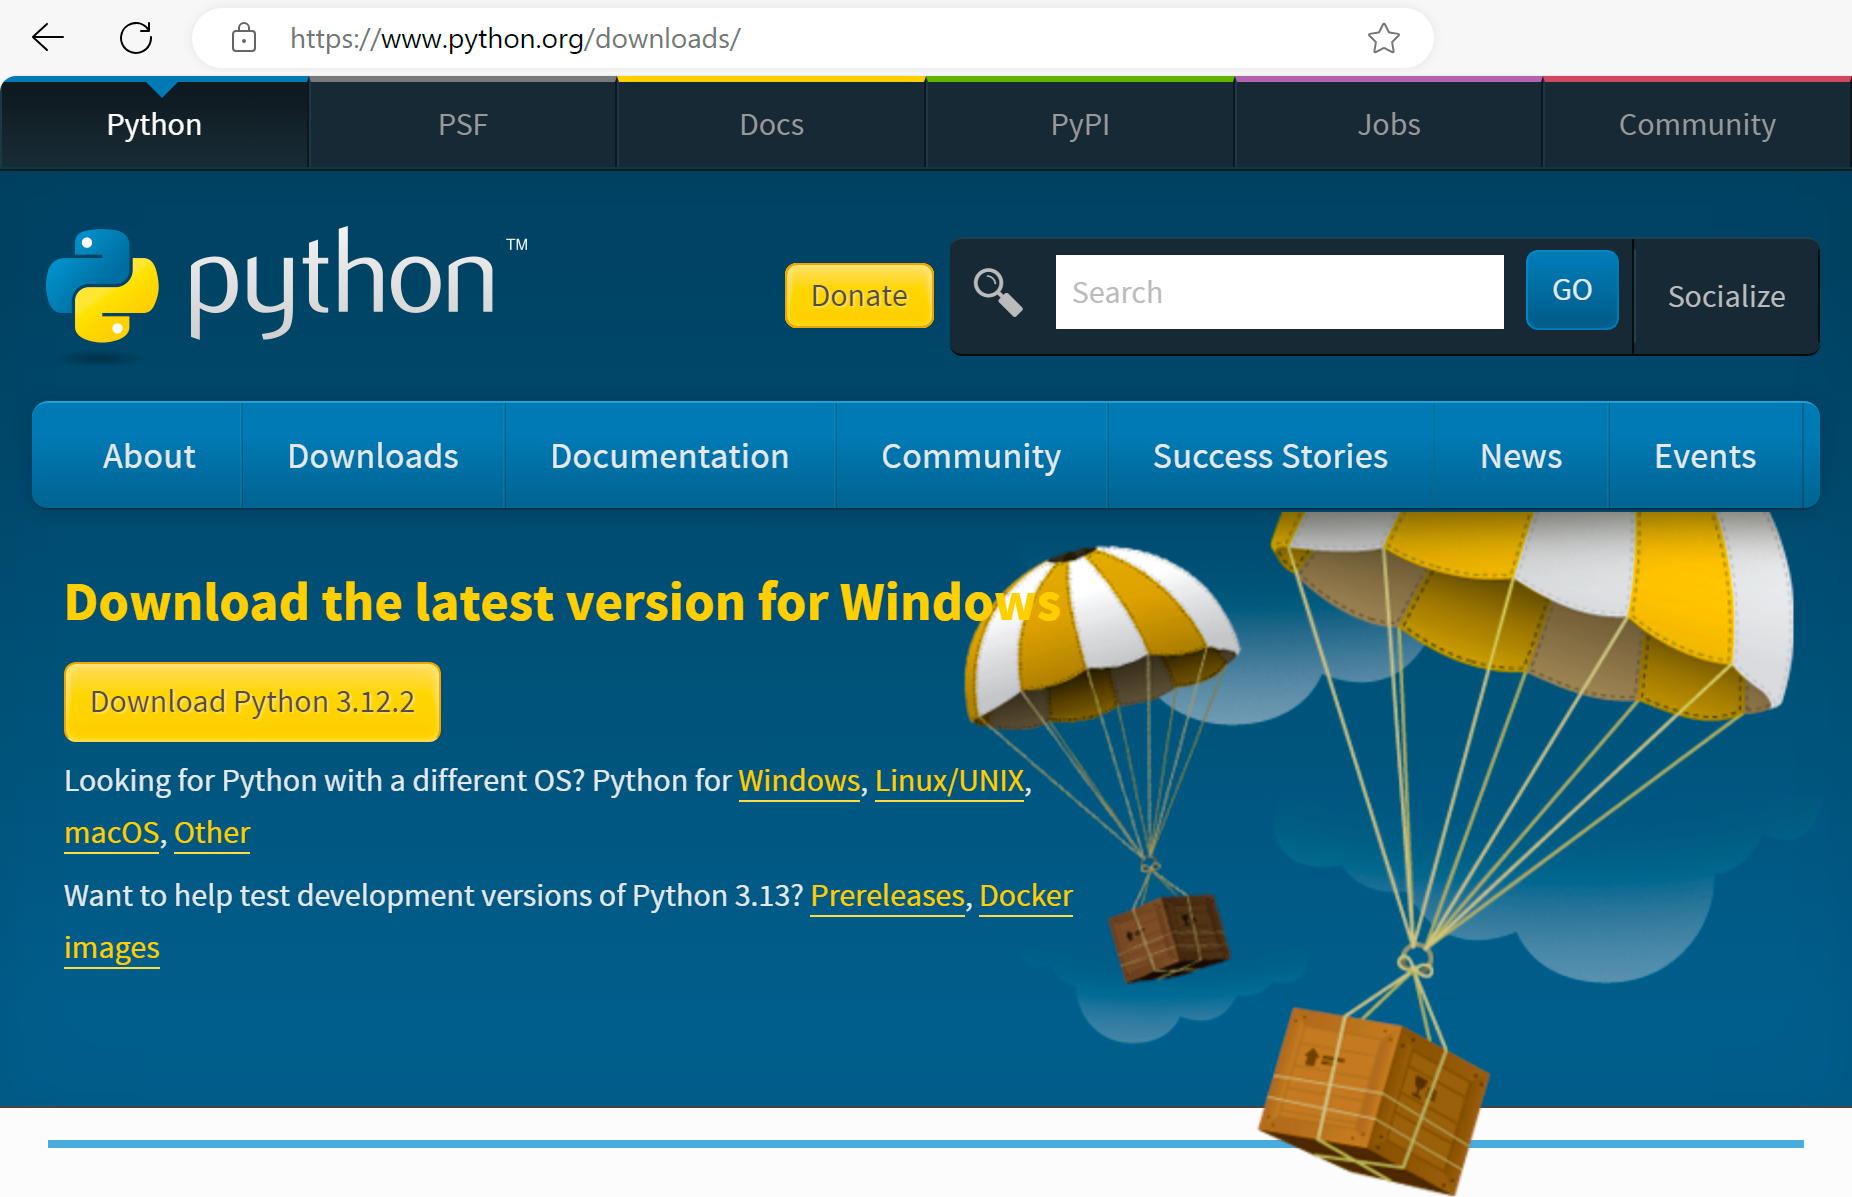 https://www.python.org/downloads/
Python PSF Docs PyPI Jobs Community
python™
Donate
Search
GO
Socialize
About Downloads Documentation Community Success Stories News Events
Download the latest version for Windows
Download Python 3.12.2
Looking for Python with a different OS? Python for Windows, Linux/UNIX,
macOS, Other
Want to help test development versions of Python 3.13? Prereleases, Docker
images